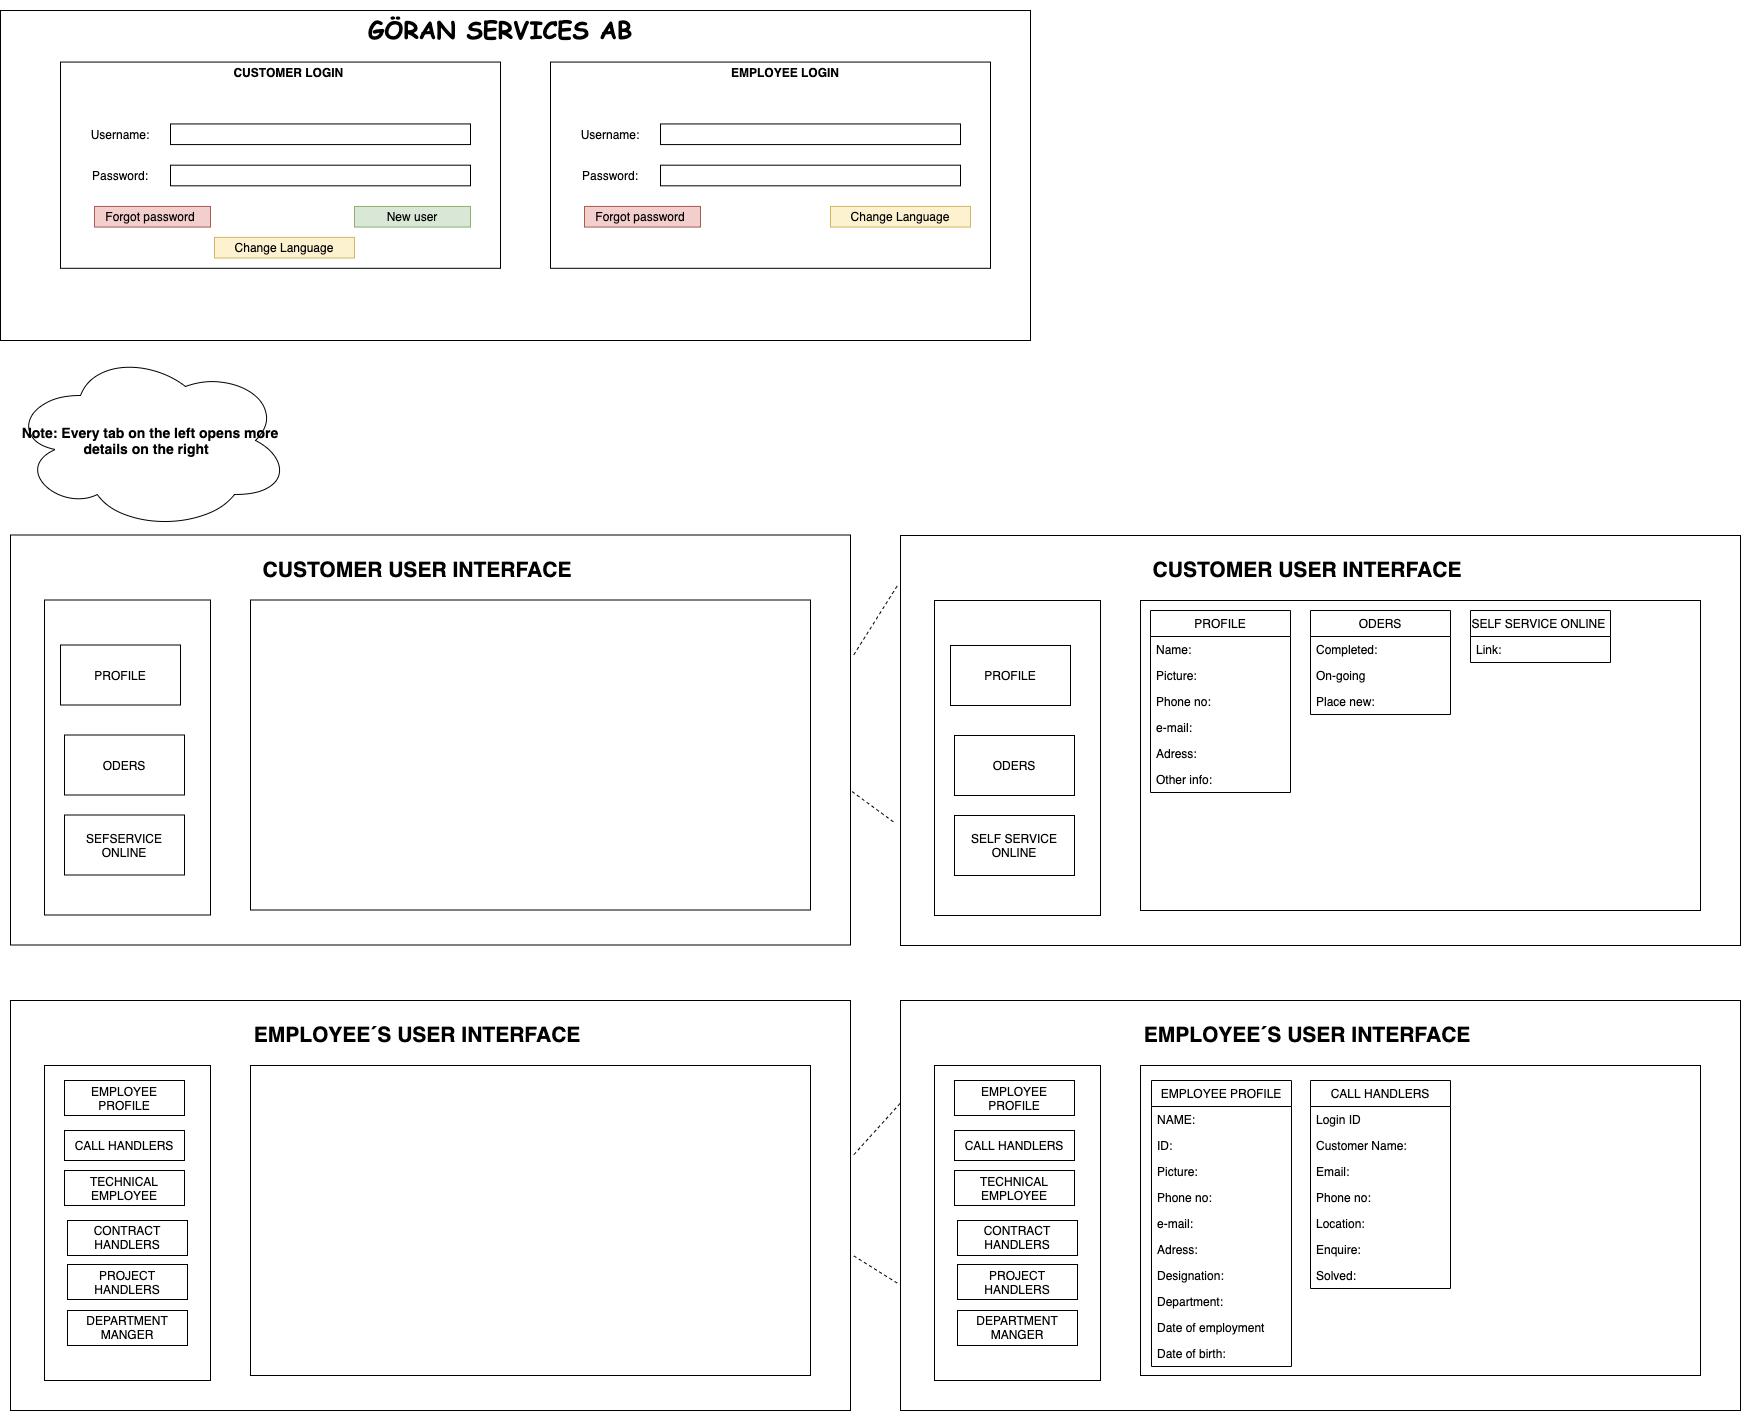 GÖRAN SERVICES AB
CUSTOMER LOGIN
Username:
Password:
Forgot password
New user
Change Language
EMPLOYEE LOGIN
Username:
Password:
Forgot password
Change Language
Note: Every tab on the left opens more
details on the right
CUSTOMER USER INTERFACE
PROFILE
ODERS
SEFSERVICE
ONLINE
CUSTOMER USER INTERFACE
PROFILE
ODERS
SELF SERVICE
ONLINE
PROFILE
Name:
Picture:
Phone no:
e-mail:
Adress:
Other info:
ODERS
Completed:
On-going
Place new:
SELF SERVICE ONLINE
Link:
EMPLOYEE´S USER INTERFACE
EMPLOYEE
PROFILE
CALL HANDLERS
TECHNICAL
EMPLOYEE
CONTRACT
HANDLERS
PROJECT
HANDLERS
DEPARTMENT
MANGER
EMPLOYEE´S USER INTERFACE
EMPLOYEE
PROFILE
CALL HANDLERS
TECHNICAL
EMPLOYEE
CONTRACT
HANDLERS
PROJECT
HANDLERS
DEPARTMENT
MANGER
EMPLOYEE PROFILE
NAME:
ID:
Picture:
Phone no:
e-mail:
Adress:
Designation:
Department:
Date of employment
Date of birth:
CALL HANDLERS
Login ID
Customer Name:
Email:
Phone no:
Location:
Enquire:
Solved: